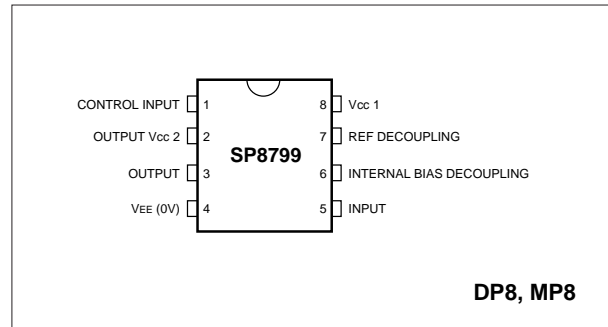 CONTROL INPUT 1 8 Vcc 1
OUTPUT Vcc 2 2 7 REF DECOUPLING
SP8799
OUTPUT 3 6 INTERNAL BIAS DECOUPLING
VEE (0V) 4 5 INPUT
DP8, MP8